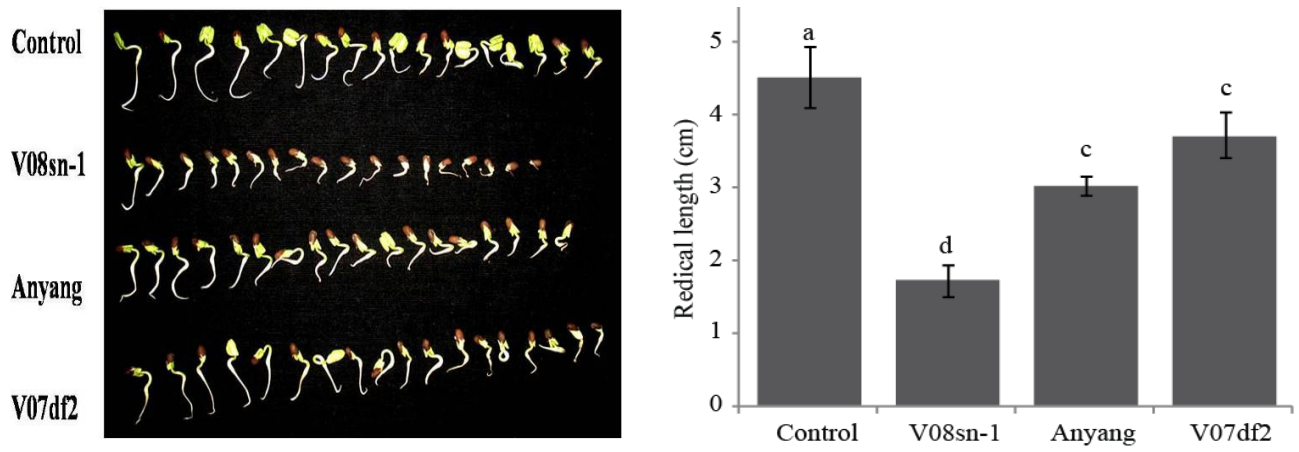 Control
V08sn-1
Anyang
V07df2
Redical length (cm)
5
4
3
2
1
0
a
d
c
c
Control V08sn-1 Anyang V07df2